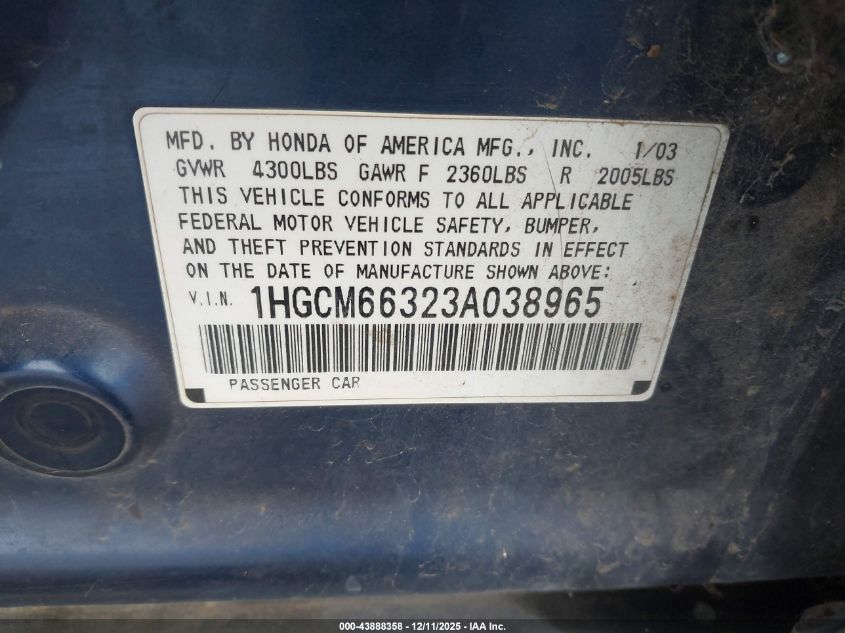 MFD. BY HONDA OF AMERICA MFG., INC. 1/03
GVWR 4300LBS GAWR F 2360LBS R 2005LBS
THIS VEHICLE CONFORMS TO ALL APPLICABLE
FEDERAL MOTOR VEHICLE SAFETY, BUMPER,
AND THEFT PREVENTION STANDARDS IN EFFECT
ON THE DATE OF MANUFACTURE SHOWN ABOVE:
V.I.N. 1HGCM66323A038965
PASSENGER CAR
000-43888358 - 12/11/2025 - IAA Inc.